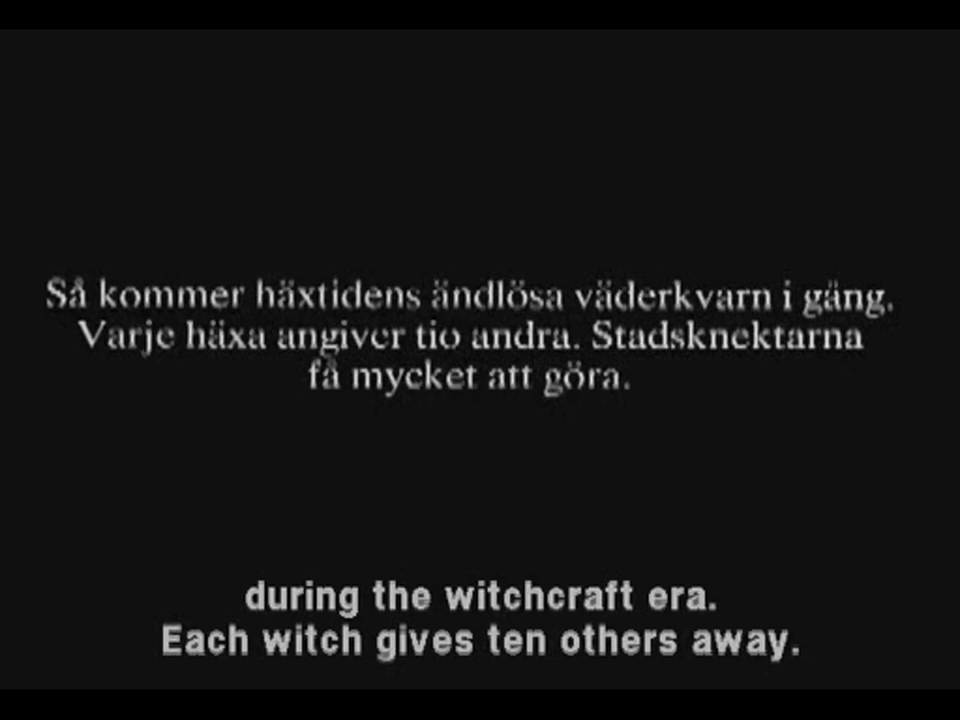 Så kommer häxtidens ändlösa väderkvarn i gång.
Varje häxa angiver tio andra. Stadsknektarna
få mycket att göra.
during the witchcraft era.
Each witch gives ten others away.